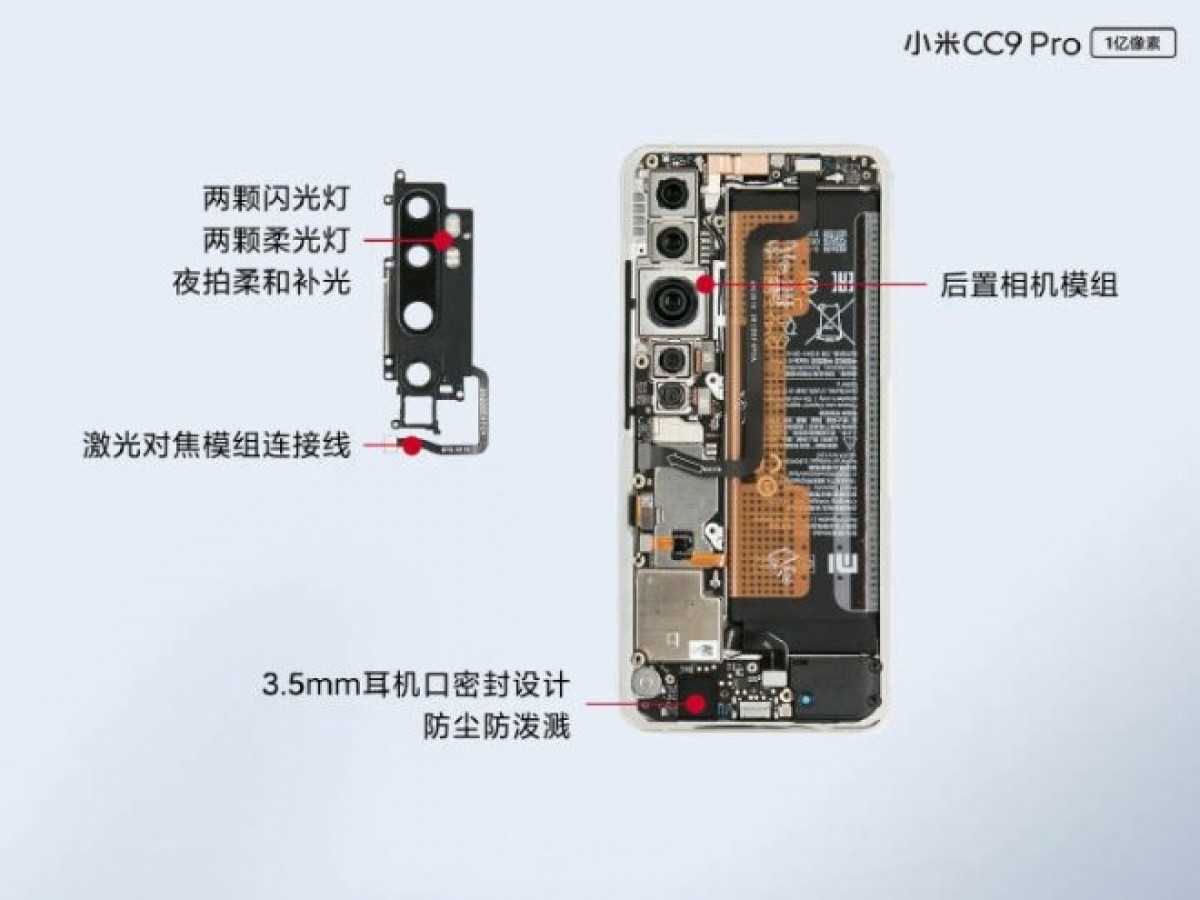 小米CC9 Pro 1亿像素
两颗闪光灯
两颗柔光灯
夜拍柔和补光
后置相机模组
激光对焦模组连接线
3.5mm耳机口密封设计
防尘防泼溅